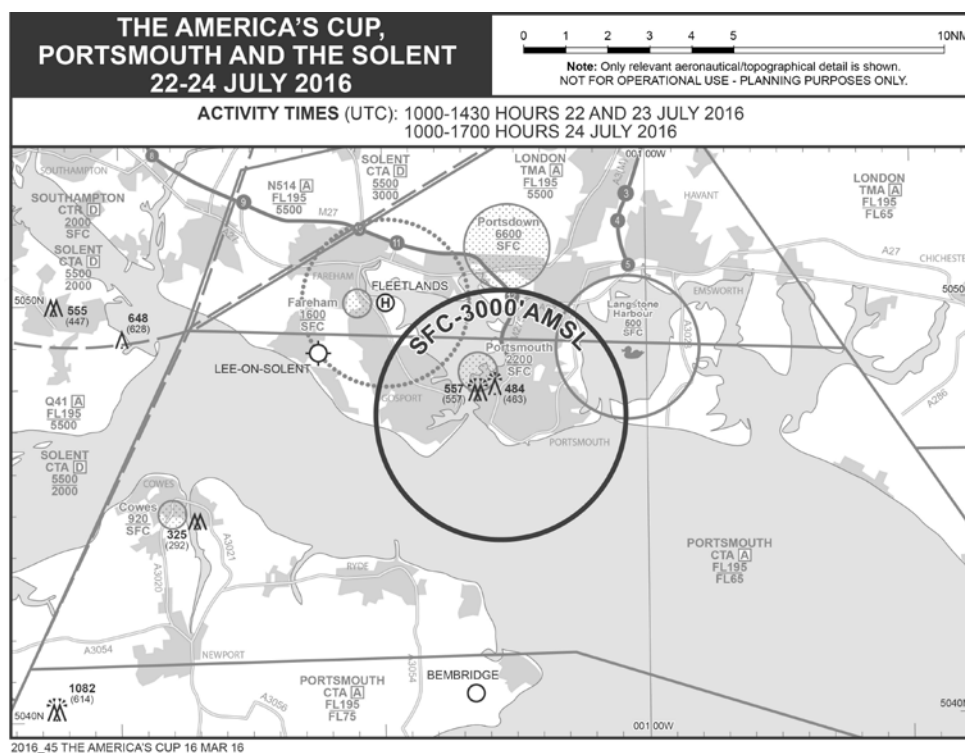 THE AMERICA'S CUP,
PORTSMOUTH AND THE SOLENT
22-24 JULY 2016
0 1 2 3 4 5 10NM
Note: Only relevant aeronautical/topographical detail is shown.
NOT FOR OPERATIONAL USE - PLANNING PURPOSES ONLY.
ACTIVITY TIMES (UTC): 1000-1430 HOURS 22 AND 23 JULY 2016
1000-1700 HOURS 24 JULY 2016
001 00W
8
SOUTHAMPTON
SOUTHAMPTON
CTR D
2000
SFC
SOLENT
CTA D
5500
2000
9
N514 A
FL195
5500
M27
SOLENT
CTA D
5500
3000
11
LONDON
TMA A
FL195
5500
A3(M)
3
4
5
HAVANT
LONDON
TMA A
FL195
FL65
A27
CHICHESTER
Portsdown
6600
SFC
EMSWORTH
FAREHAM
FLEETLANDS
H
Fareham
1600
SFC
Langstone
Harbour
500
SFC
5050N
5050
555
(447)
648
(628)
SFC-3000'AMSL
Portsmouth
2200
SFC
LEE-ON-SOLENT
557
(557)
484
(463)
GOSPORT
PORTSMOUTH
A286
Q41 A
FL195
5500
SOLENT
CTA D
5500
2000
COWES
Cowes
920
SFC
325
(292)
A3021
A3020
RYDE
PORTSMOUTH
CTA A
FL195
FL65
A3054
NEWPORT
A3054
A3056
PORTSMOUTH
CTA A
FL195
FL75
BEMBRIDGE
1082
(614)
5040N
5040N
001 00W
2016_45 THE AMERICA'S CUP 16 MAR 16